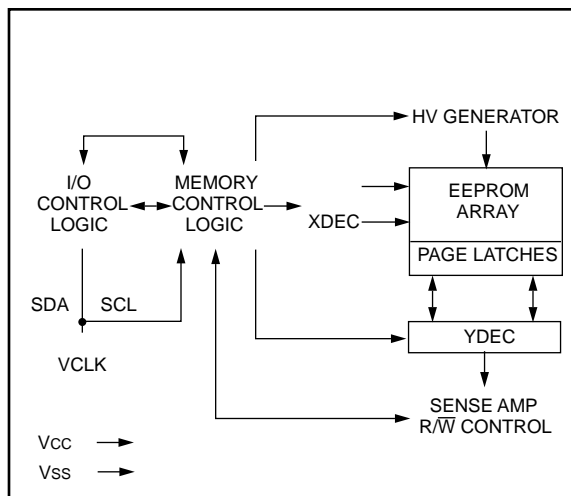 HV GENERATOR
I/O
CONTROL
LOGIC
MEMORY
CONTROL
LOGIC
XDEC
EEPROM
ARRAY
PAGE LATCHES
SDA SCL
VCLK
YDEC
SENSE AMP
R/W̅ CONTROL
VCC
VSS